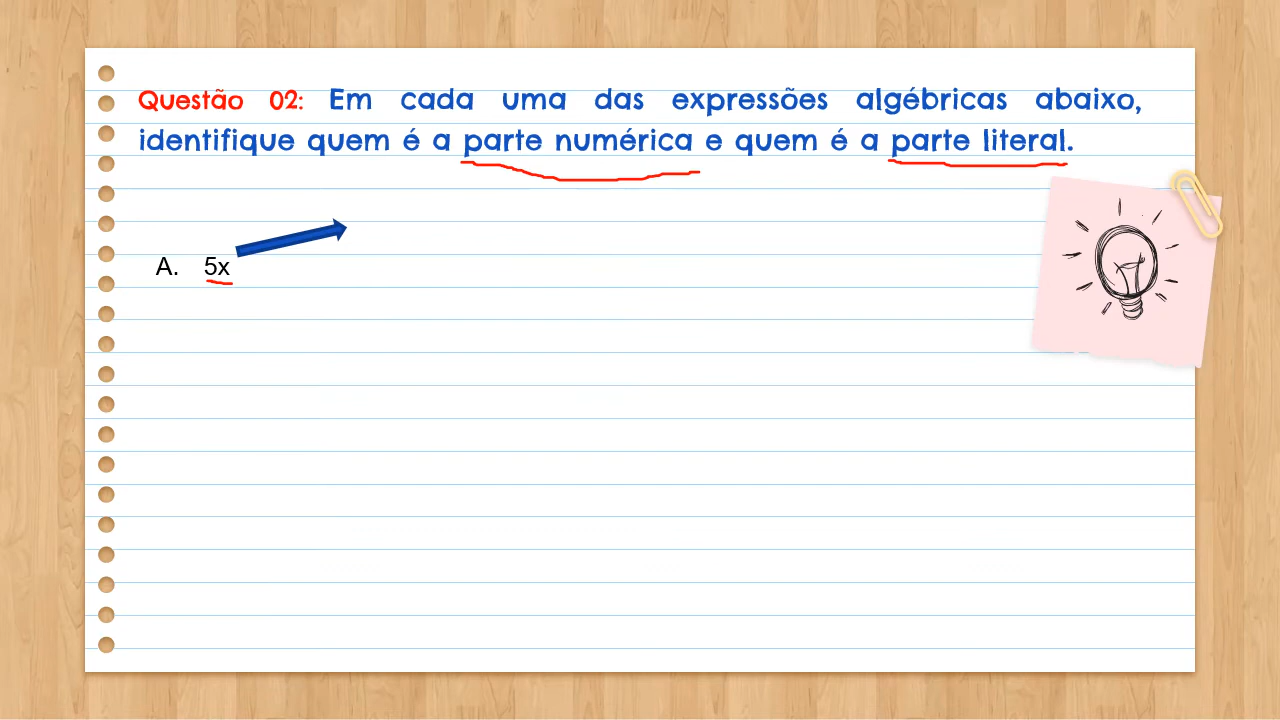 Questão 02: Em cada uma das expressões algébricas abaixo,
identifique quem é a parte numérica e quem é a parte literal.
A. 5x